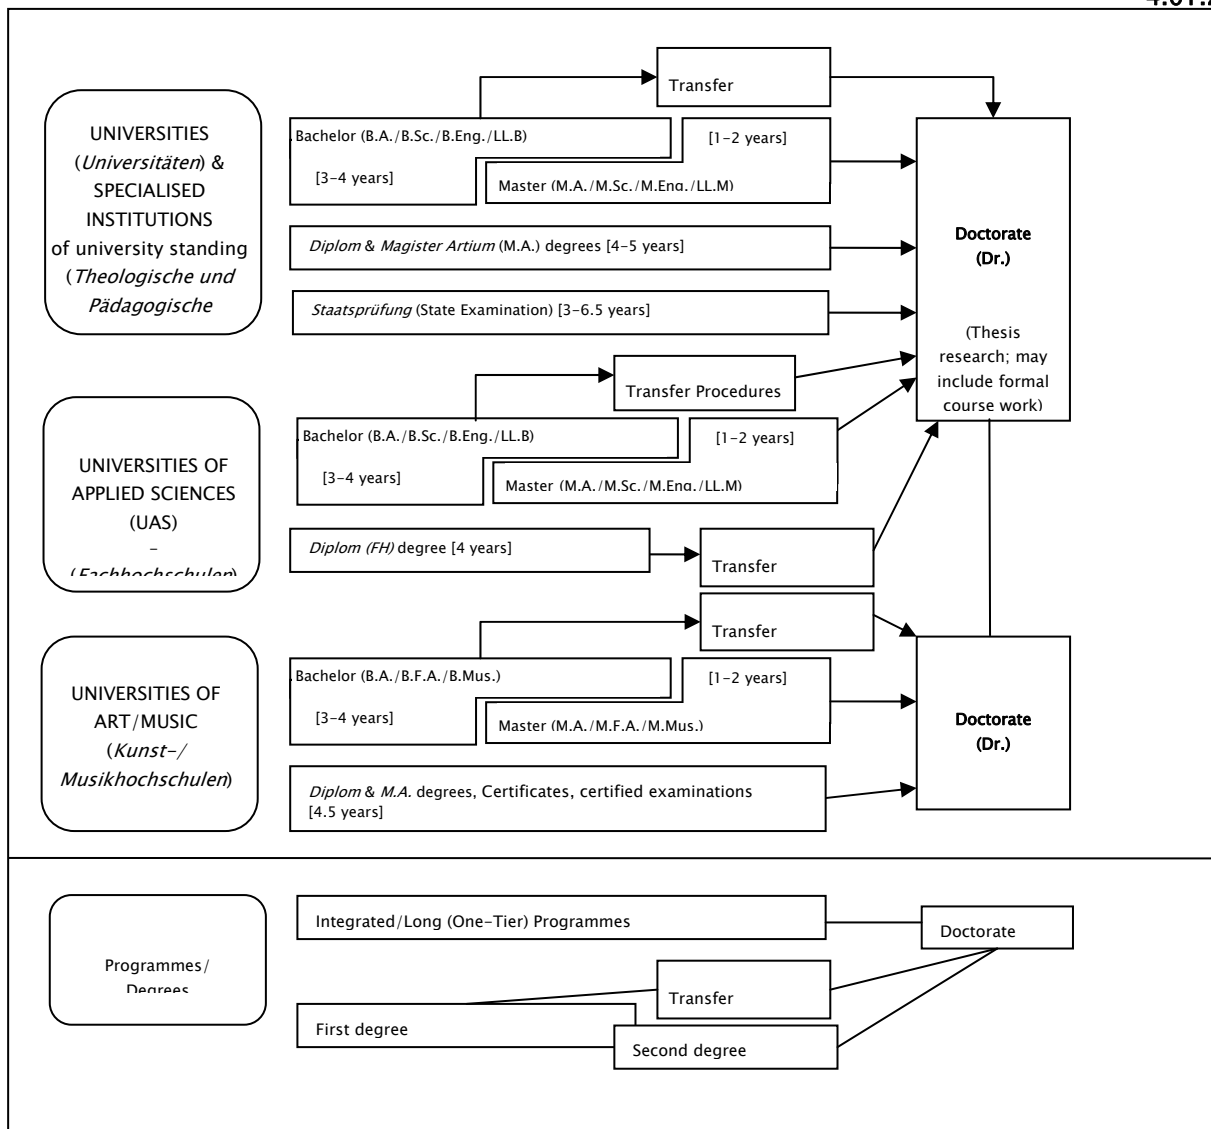 Transfer
UNIVERSITIES
(Universitäten) &
SPECIALISED
INSTITUTIONS
of university standing
(Theologische und
Pädagogische
Bachelor (B.A./B.Sc./B.Eng./LL.B)
[3-4 years]
[1-2 years]
Master (M.A./M.Sc./M.Eng./LL.M)
Diplom & Magister Artium (M.A.) degrees [4-5 years]
Staatsprüfung (State Examination) [3-6.5 years]
Doctorate
(Dr.)
(Thesis
research; may
include formal
course work)
Transfer Procedures
UNIVERSITIES OF
APPLIED SCIENCES
(UAS)
-
(Fachhochschulen)
Bachelor (B.A./B.Sc./B.Eng./LL.B)
[3-4 years]
[1-2 years]
Master (M.A./M.Sc./M.Eng./LL.M)
Diplom (FH) degree [4 years]
Transfer
Transfer
UNIVERSITIES OF
ART/MUSIC
(Kunst-/
Musikhochschulen)
Bachelor (B.A./B.F.A./B.Mus.)
[3-4 years]
[1-2 years]
Master (M.A./M.F.A./M.Mus.)
Diplom & M.A. degrees, Certificates, certified examinations
[4.5 years]
Doctorate
(Dr.)
Programmes/
Degrees
Integrated/Long (One-Tier) Programmes
Doctorate
Transfer
First degree
Second degree